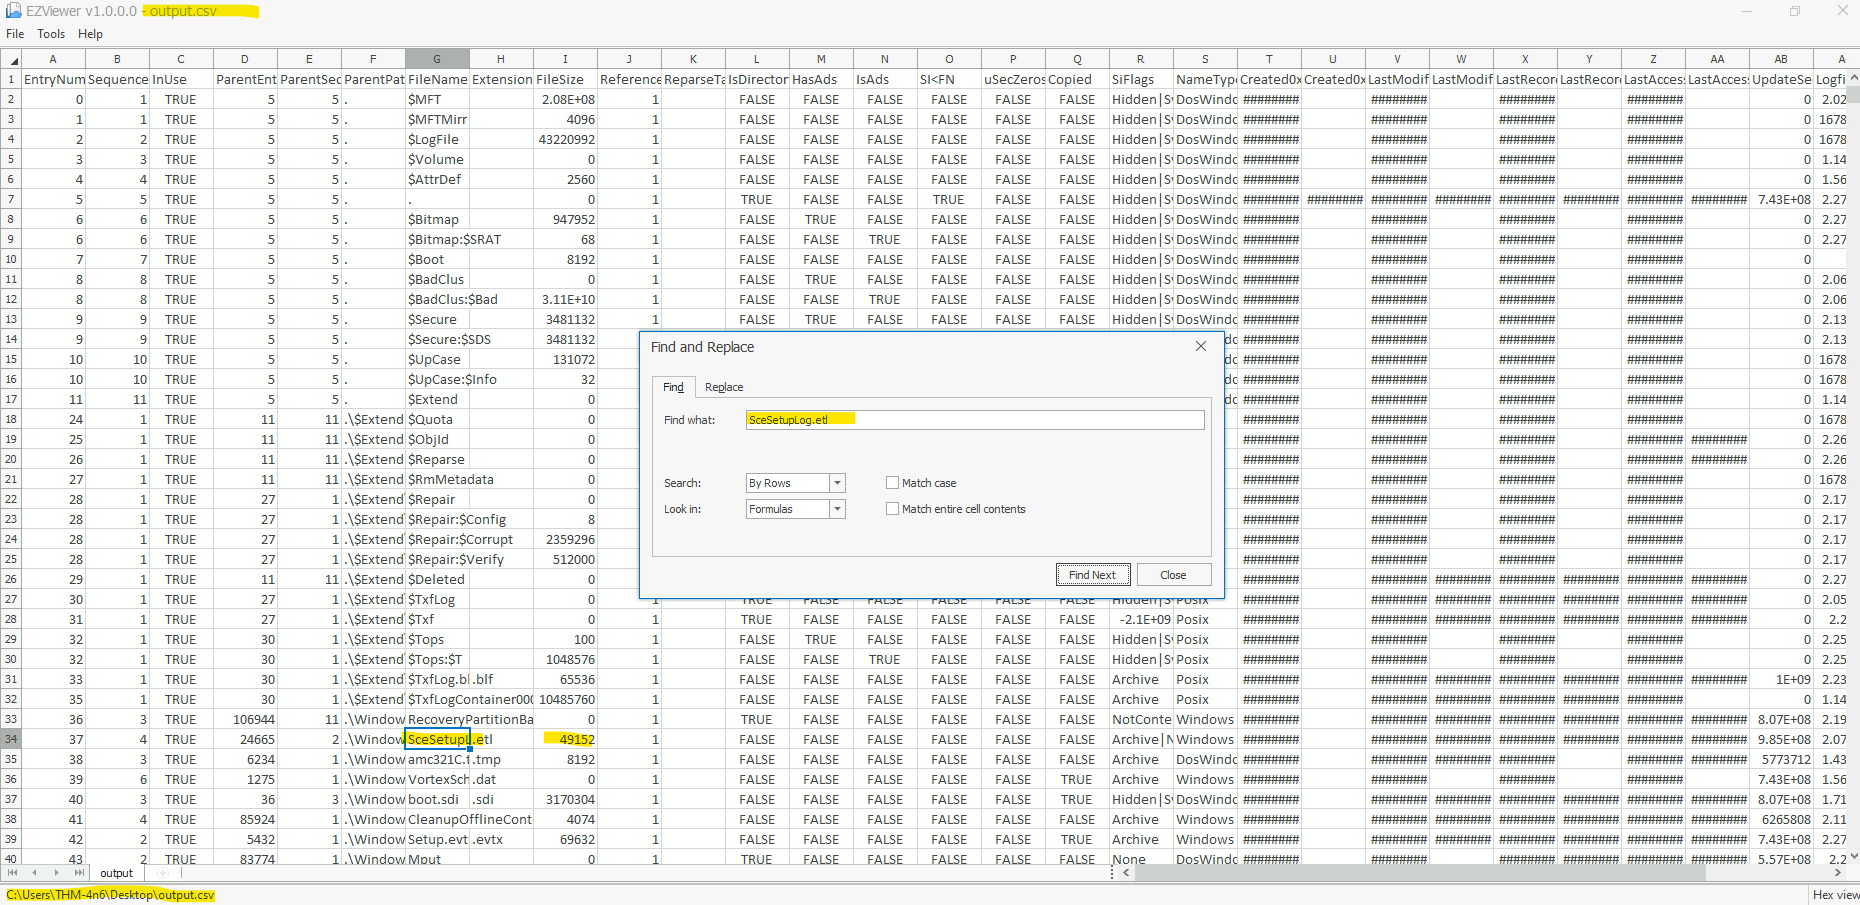 EZViewer v1.0.0.0 - output.csv
File Tools Help
A B C D E F G H I J K L M N O P Q R S T U V W X Y Z AA AB A
1 EntryNum Sequence InUse ParentEnt ParentSec ParentPat FileName Extension FileSize Reference ReparseTa IsDirector HasAds IsAds SI<FN uSecZeros Copied SiFlags NameType Created0x Created0x LastModif LastModif LastRecor LastRecor LastAcces LastAcces UpdateSe Logfi
2 0 1 TRUE 5 5 . $MFT 2.08E+08 1 FALSE FALSE FALSE FALSE FALSE FALSE Hidden|Sy DosWindo ######## ######## ######## ######## 0 2.02
3 1 1 TRUE 5 5 . $MFTMirr 4096 1 FALSE FALSE FALSE FALSE FALSE FALSE Hidden|Sy DosWindo ######## ######## ######## ######## 0 1678
4 2 2 TRUE 5 5 . $LogFile 43220992 1 FALSE FALSE FALSE FALSE FALSE FALSE Hidden|Sy DosWindo ######## ######## ######## ######## 0 1678
5 3 3 TRUE 5 5 . $Volume 0 1 FALSE FALSE FALSE FALSE FALSE FALSE Hidden|Sy DosWindo ######## ######## ######## ######## 0 1.14
6 4 4 TRUE 5 5 . $AttrDef 2560 1 FALSE FALSE FALSE FALSE FALSE FALSE Hidden|Sy DosWindo ######## ######## ######## ######## 0 1.56
7 5 5 TRUE 5 5 . . 0 1 TRUE FALSE FALSE TRUE FALSE FALSE Hidden|Sy DosWindo ######## ######## ######## ######## ######## ######## ######## ######## 7.43E+08 2.27
8 6 6 TRUE 5 5 . $Bitmap 947952 1 FALSE TRUE FALSE FALSE FALSE FALSE Hidden|Sy DosWindo ######## ######## ######## ######## 0 2.27
9 6 6 TRUE 5 5 . $Bitmap:$SRAT 68 1 FALSE FALSE TRUE FALSE FALSE FALSE Hidden|Sy DosWindo ######## ######## ######## ######## 0 2.27
10 7 7 TRUE 5 5 . $Boot 8192 1 FALSE FALSE FALSE FALSE FALSE FALSE Hidden|Sy DosWindo ######## ######## ######## ######## 0
11 8 8 TRUE 5 5 . $BadClus 0 1 FALSE TRUE FALSE FALSE FALSE FALSE Hidden|Sy DosWindo ######## ######## ######## ######## 0 2.06
12 8 8 TRUE 5 5 . $BadClus:$Bad 3.11E+10 1 FALSE FALSE TRUE FALSE FALSE FALSE Hidden|Sy DosWindo ######## ######## ######## ######## 0 2.06
13 9 9 TRUE 5 5 . $Secure 3481132 1 FALSE TRUE FALSE FALSE FALSE FALSE Hidden|Sy DosWindo ######## ######## ######## ######## 0 2.13
14 9 9 TRUE 5 5 . $Secure:$SDS 3481132 ######## ######## ######## ######## 0 2.13
15 10 10 TRUE 5 5 . $UpCase 131072 ######## ######## ######## ######## 0 1678
16 10 10 TRUE 5 5 . $UpCase:$Info 32 ######## ######## ######## ######## 0 1678
17 11 11 TRUE 5 5 . $Extend 0 ######## ######## ######## ######## 0 1.14
18 24 1 TRUE 11 11 .\$Extend $Quota 0 ######## ######## ######## ######## 0 1678
19 25 1 TRUE 11 11 .\$Extend $ObjId 0 ######## ######## ######## ######## ######## 0 2.26
20 26 1 TRUE 11 11 .\$Extend $Reparse 0 ######## ######## ######## ######## ######## 0 2.26
21 27 1 TRUE 11 11 .\$Extend $RmMetadata 0 ######## ######## ######## ######## 0 1678
22 28 1 TRUE 27 1 .\$Extend $Repair 0 ######## ######## ######## ######## 0 2.17
23 28 1 TRUE 27 1 .\$Extend $Repair:$Config 8 ######## ######## ######## ######## 0 2.17
24 28 1 TRUE 27 1 .\$Extend $Repair:$Corrupt 2359296 ######## ######## ######## ######## 0 2.17
25 28 1 TRUE 27 1 .\$Extend $Repair:$Verify 512000 ######## ######## ######## ######## 0 2.17
26 29 1 TRUE 11 11 .\$Extend $Deleted 0 ######## ######## ######## ######## ######## ######## ######## 0 2.27
27 30 1 TRUE 27 1 .\$Extend $TxfLog 0 1 TRUE FALSE FALSE FALSE FALSE FALSE Hidden|Sy Posix ######## ######## ######## ######## ######## ######## ######## 0 2.05
28 31 1 TRUE 27 1 .\$Extend $Txf 0 1 TRUE FALSE FALSE FALSE FALSE FALSE -2.1E+09 Posix ######## ######## ######## ######## ######## ######## ######## 0 2.2
29 32 1 TRUE 30 1 .\$Extend $Tops 100 1 FALSE TRUE FALSE FALSE FALSE FALSE Hidden|Sy Posix ######## ######## ######## ######## 0 2.25
30 32 1 TRUE 30 1 .\$Extend $Tops:$T 1048576 1 FALSE FALSE TRUE FALSE FALSE FALSE Hidden|Sy Posix ######## ######## ######## ######## 0 2.25
31 33 1 TRUE 30 1 .\$Extend $TxfLog.bl .blf 65536 1 FALSE FALSE FALSE FALSE FALSE FALSE Archive Posix ######## ######## ######## ######## ######## ######## ######## 1E+09 2.23
32 35 1 TRUE 30 1 .\$Extend $TxfLogContainer000 10485760 1 FALSE FALSE FALSE FALSE FALSE FALSE Archive Posix ######## ######## ######## ######## ######## ######## 0 1.14
33 36 3 TRUE 106944 11 .\Window RecoveryPartitionBa 0 1 TRUE FALSE FALSE FALSE FALSE FALSE NotConte Windows ######## ######## ######## ######## ######## ######## ######## 8.07E+08 2.19
34 37 4 TRUE 24665 2 .\Window SceSetupL .etl 49152 1 FALSE FALSE FALSE FALSE FALSE FALSE Archive|N Windows ######## ######## ######## ######## ######## ######## ######## 9.85E+08 2.07
35 38 3 TRUE 6234 1 .\Window amc321C.t .tmp 8192 1 FALSE FALSE FALSE FALSE FALSE FALSE Archive DosWindo ######## ######## ######## ######## 5773712 1.43
36 39 6 TRUE 1275 1 .\Window VortexSch .dat 0 1 FALSE FALSE FALSE FALSE FALSE TRUE Archive Windows ######## ######## ######## ######## 7.43E+08 1.56
37 40 3 TRUE 36 3 .\Window boot.sdi .sdi 3170304 1 FALSE FALSE FALSE FALSE FALSE TRUE Hidden|Sy DosWindo ######## ######## ######## ######## ######## ######## ######## 8.07E+08 1.71
38 41 4 TRUE 85924 1 .\Window CleanupOfflineCont 4074 1 FALSE FALSE FALSE FALSE FALSE FALSE Archive Windows ######## ######## ######## ######## ######## ######## ######## 6265808 2.11
39 42 2 TRUE 5432 1 .\Window Setup.evt .evtx 69632 1 FALSE FALSE FALSE FALSE FALSE TRUE Archive Windows ######## ######## ######## ######## ######## ######## ######## 7.43E+08 2.27
40 43 2 TRUE 83774 1 .\Window Mput 0 1 TRUE FALSE FALSE FALSE FALSE FALSE None DosWindo ######## ######## ######## ######## ######## ######## 5.57E+08 2.2
Find and Replace
Find Replace
Find what: SceSetupLog.etl
Search: By Rows Match case
Look in: Formulas Match entire cell contents
Find Next Close
output
C:\Users\THM-4n6\Desktop\output.csv
Hex view